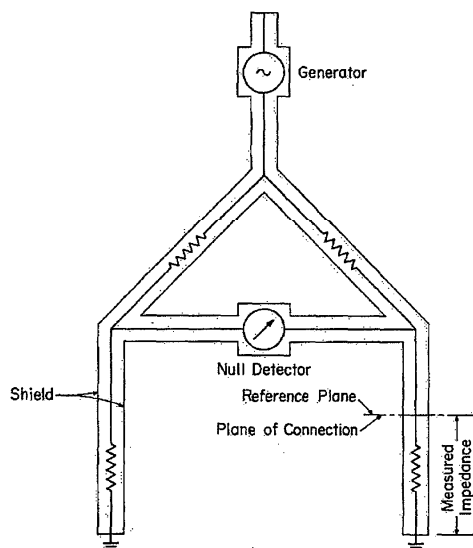 Generator
Null Detector
Shield
Reference Plane
Plane of Connection
Measured
Impedance